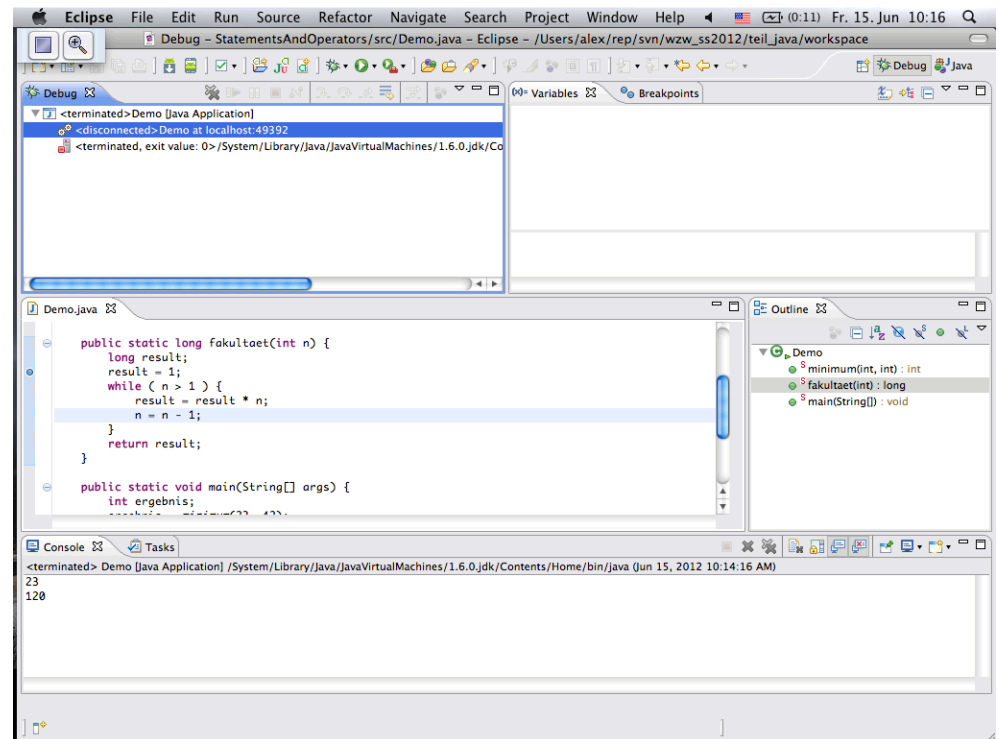 Eclipse File Edit Run Source Refactor Navigate Search Project Window Help (0:11) Fr. 15. Jun 10:16
Debug – StatementsAndOperators/src/Demo.java – Eclipse – /Users/alex/rep/svn/wzw_ss2012/teil_java/workspace
Debug Java
Debug
(x)= Variables Breakpoints
<terminated>Demo [Java Application]
<disconnected>Demo at localhost:49392
<terminated, exit value: 0>/System/Library/Java/JavaVirtualMachines/1.6.0.jdk/Co
Demo.java
public static long fakultaet(int n) {
long result;
result = 1;
while ( n > 1 ) {
result = result * n;
n = n - 1;
}
return result;
}
public static void main(String[] args) {
int ergebnis;
Outline
Demo
S minimum(int, int) : int
S fakultaet(int) : long
S main(String[]) : void
Console Tasks
<terminated> Demo [Java Application] /System/Library/Java/JavaVirtualMachines/1.6.0.jdk/Contents/Home/bin/java (Jun 15, 2012 10:14:16 AM)
23
120